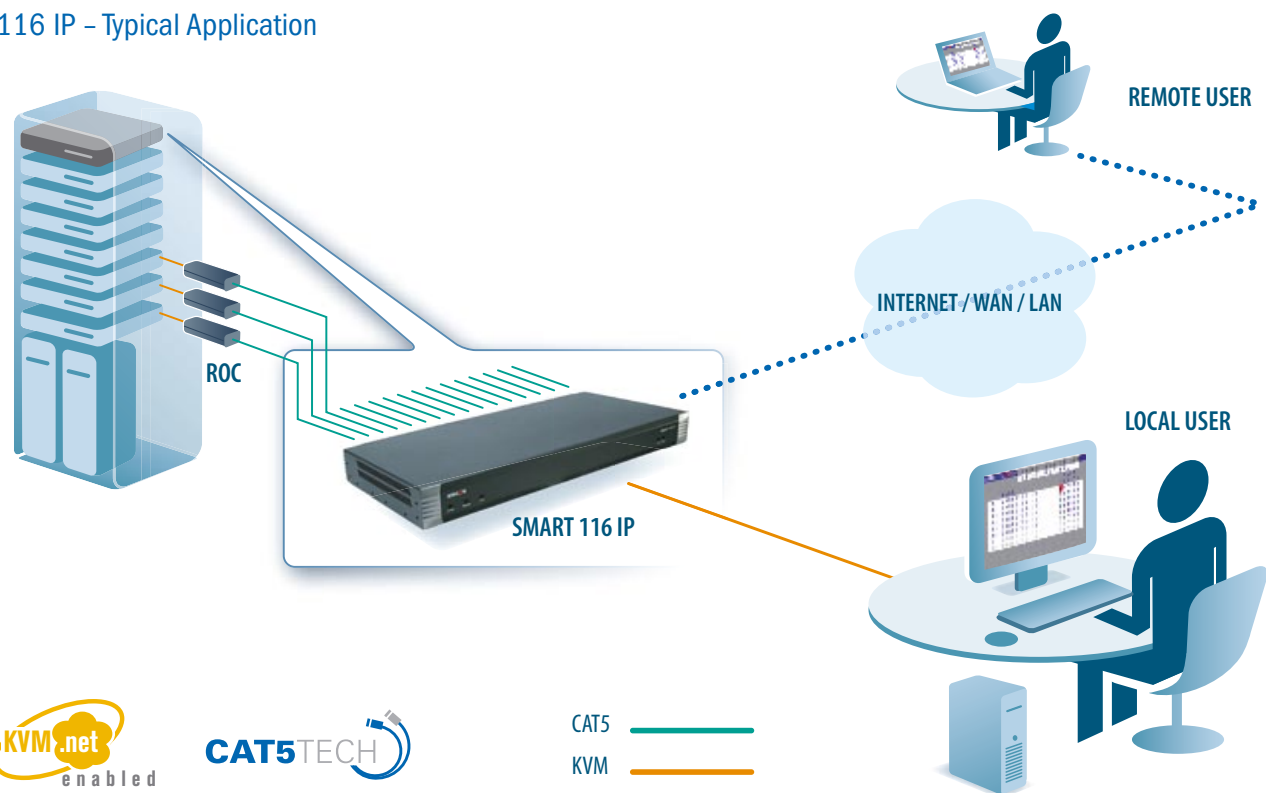 116 IP – Typical Application
REMOTE USER
INTERNET / WAN / LAN
ROC
LOCAL USER
SMART 116 IP
KVM.net
enabled
CAT5TECH
CAT5
KVM